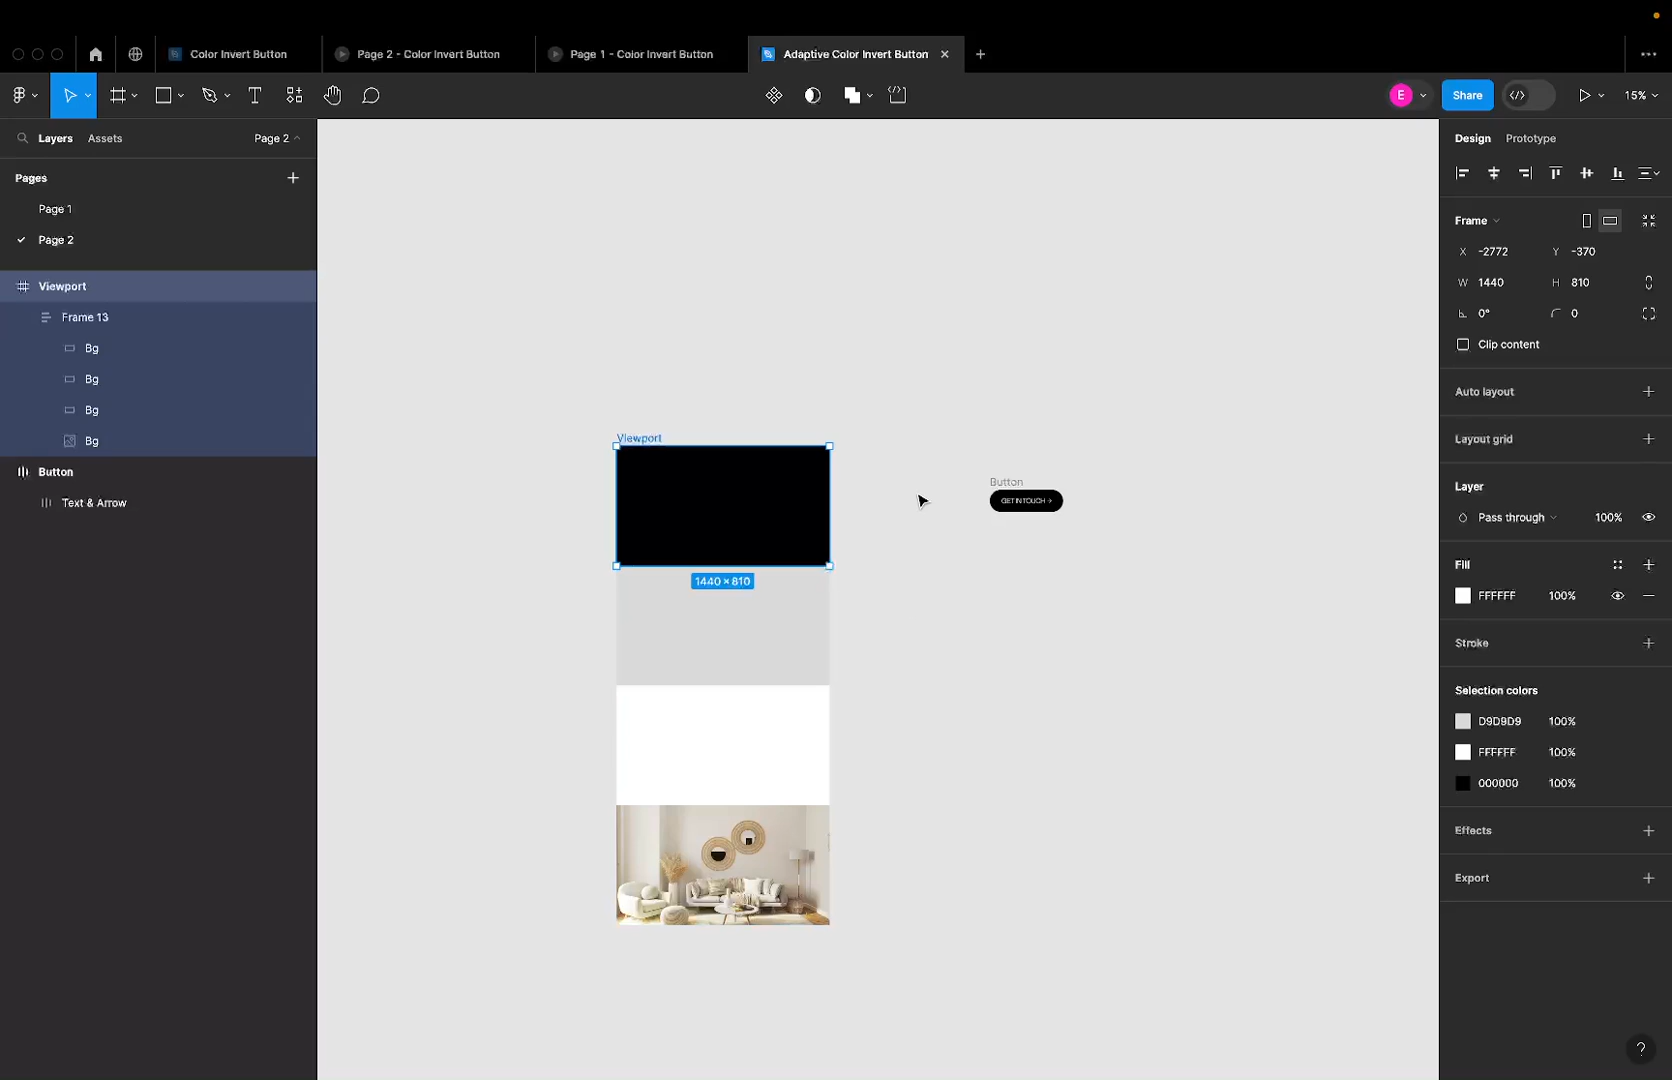 Color Invert Button
Page 2 - Color Invert Button
Page 1 - Color Invert Button
Adaptive Color Invert Button
E
Share
15%
Layers
Assets
Page 2
Pages
Page 1
Page 2
Viewport
Frame 13
Bg
Bg
Bg
Bg
Button
Text & Arrow
Viewport
1440 × 810
Button
GET IN TOUCH
Design
Prototype
Frame
X -2772
Y -370
W 1440
H 810
0°
0
Clip content
Auto layout
Layout grid
Layer
Pass through
100%
Fill
FFFFFF
100%
Stroke
Selection colors
D9D9D9
100%
FFFFFF
100%
000000
100%
Effects
Export
?